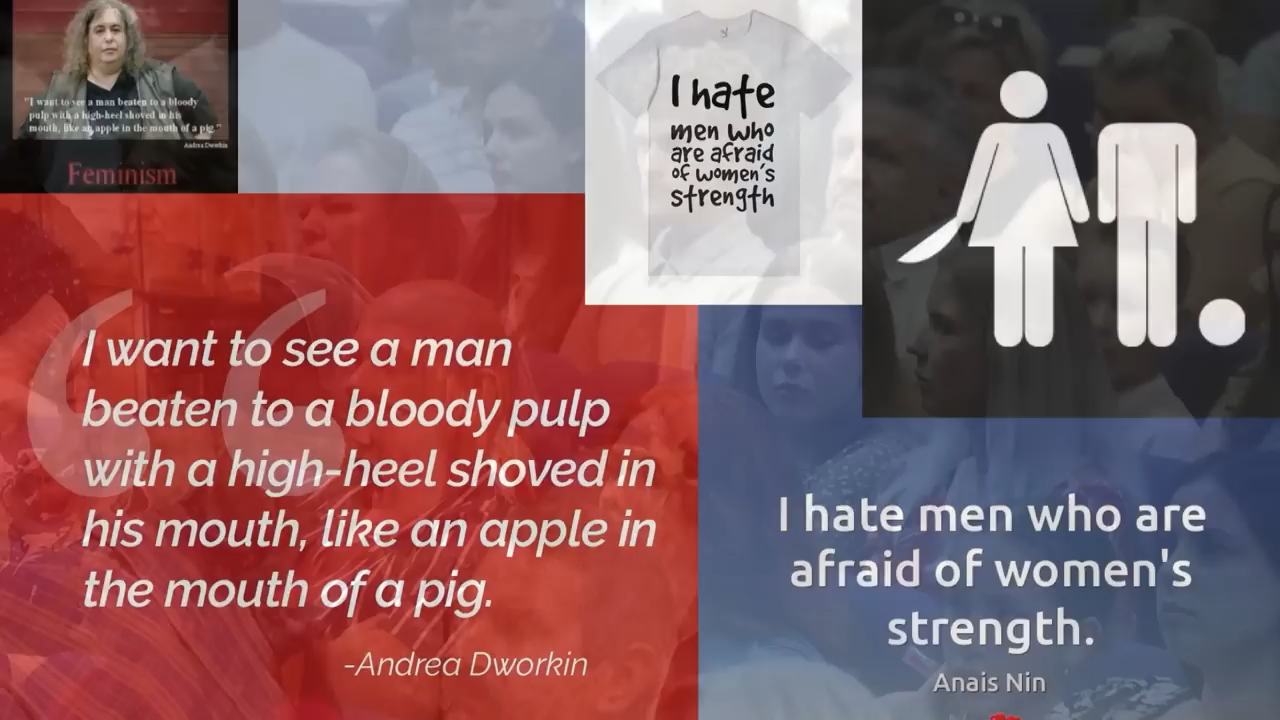 "I want to see a man beaten to a bloody
pulp with a high-heel shoved in his
mouth, like an apple in the mouth of a pig."
Andrea Dworkin
Feminism
I hate
men who
are afraid
of women's
strength
I want to see a man
beaten to a bloody pulp
with a high-heel shoved in
his mouth, like an apple in
the mouth of a pig.
-Andrea Dworkin
I hate men who are
afraid of women's
strength.
Anais Nin